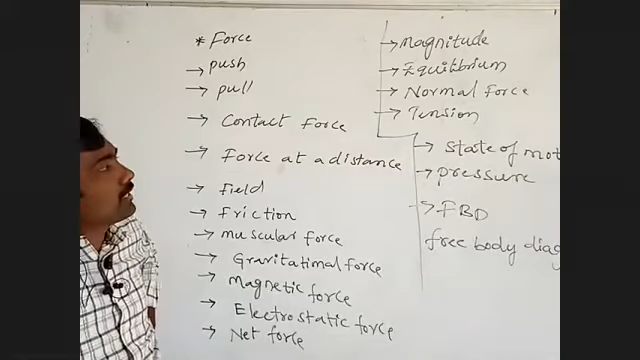 * Force
→ push
→ pull
→ Contact Force
→ Force at a distance
→ field
→ Friction
→ muscular force
→ Gravitatimal force
→ Magnetic force
→ Electrostatic force
→ Net force
→ Magnitude
→ Equilibrium
→ Normal Force
→ Tension
→ State of mot
→ pressure
→ FBD
free body diag